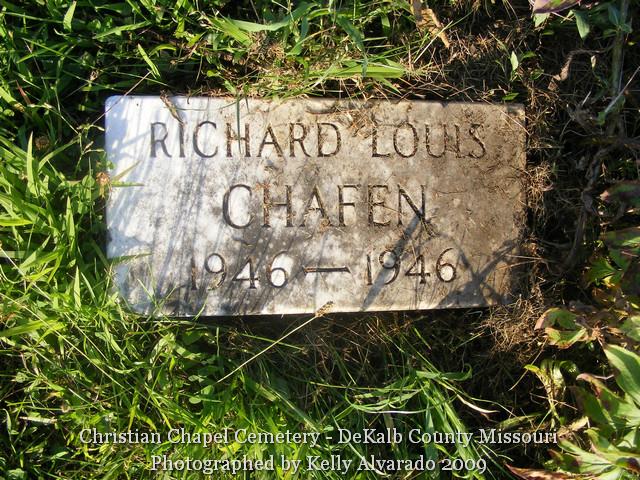 RICHARD LOUIS
CHAFEN
1946 — 1946
Christian Chapel Cemetery - DeKalb County Missouri
Photographed by Kelly Alvarado 2009